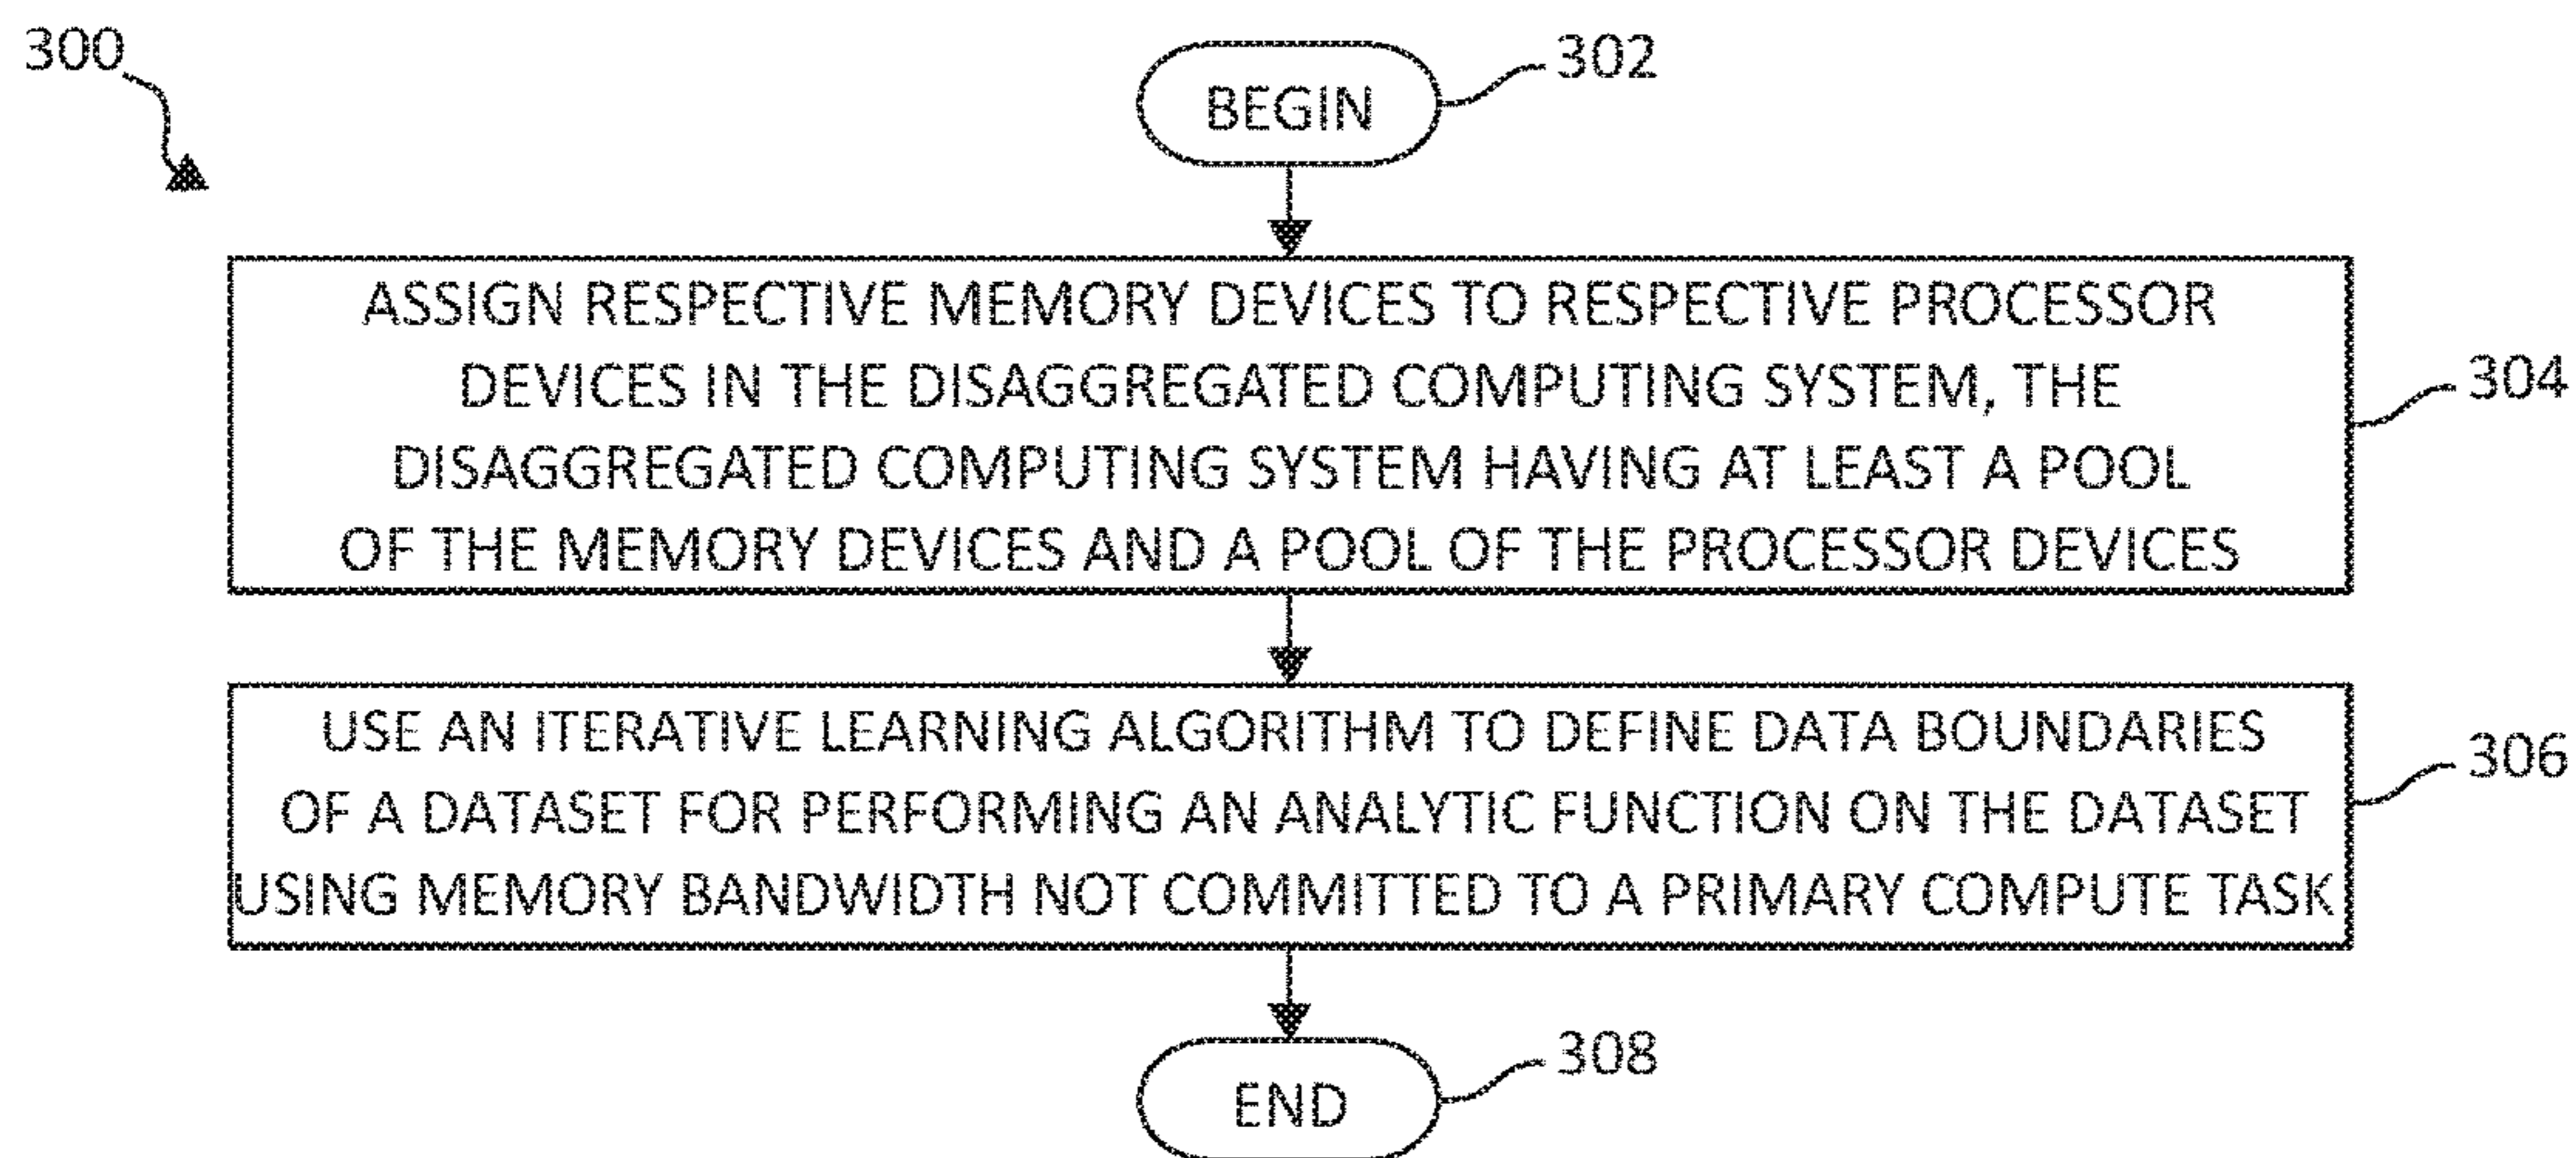 300
BEGIN
302
ASSIGN RESPECTIVE MEMORY DEVICES TO RESPECTIVE PROCESSOR
DEVICES IN THE DISAGGREGATED COMPUTING SYSTEM, THE
DISAGGREGATED COMPUTING SYSTEM HAVING AT LEAST A POOL
OF THE MEMORY DEVICES AND A POOL OF THE PROCESSOR DEVICES
304
USE AN ITERATIVE LEARNING ALGORITHM TO DEFINE DATA BOUNDARIES
OF A DATASET FOR PERFORMING AN ANALYTIC FUNCTION ON THE DATASET
USING MEMORY BANDWIDTH NOT COMMITTED TO A PRIMARY COMPUTE TASK
306
END
308